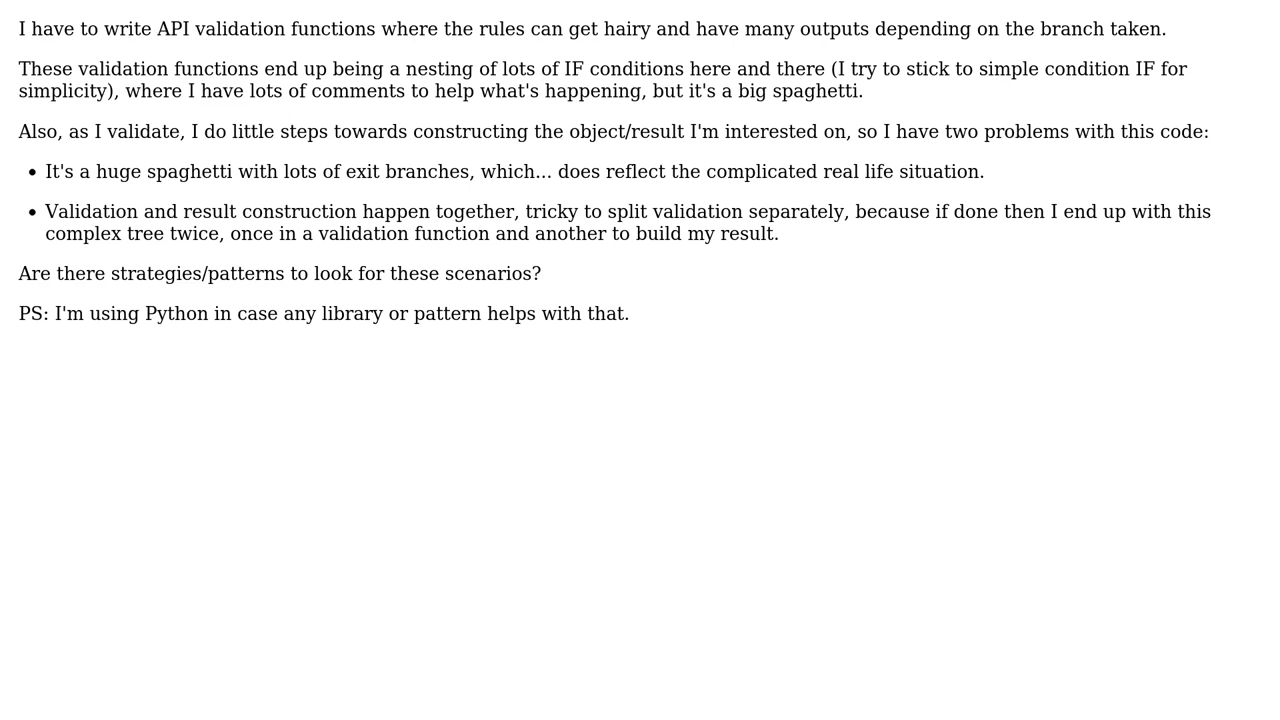 I have to write API validation functions where the rules can get hairy and have many outputs depending on the branch taken.
These validation functions end up being a nesting of lots of IF conditions here and there (I try to stick to simple condition IF for
simplicity), where I have lots of comments to help what's happening, but it's a big spaghetti.
Also, as I validate, I do little steps towards constructing the object/result I'm interested on, so I have two problems with this code:
• It's a huge spaghetti with lots of exit branches, which... does reflect the complicated real life situation.
• Validation and result construction happen together, tricky to split validation separately, because if done then I end up with this
complex tree twice, once in a validation function and another to build my result.
Are there strategies/patterns to look for these scenarios?
PS: I'm using Python in case any library or pattern helps with that.